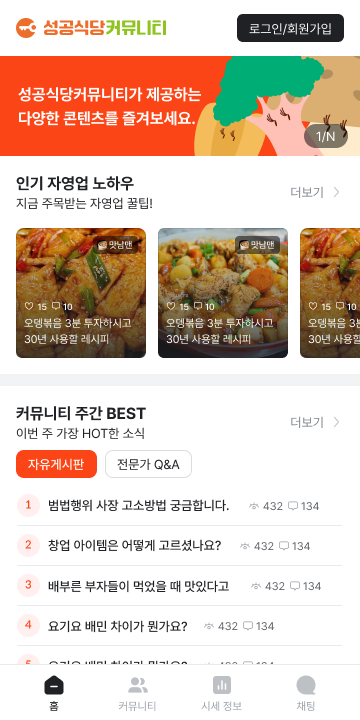 성공식당커뮤니티
로그인/회원가입
성공식당커뮤니티가 제공하는
다양한 콘텐츠를 즐겨보세요.
1/N
인기 자영업 노하우
지금 주목받는 자영업 꿀팁!
더보기
맛남맨
15 10
오뎅볶음 3분 투자하시고
30년 사용할 레시피
맛남맨
15 10
오뎅볶음 3분 투자하시고
30년 사용할 레시피
15 10
오뎅볶음 3분
30년 사용할
커뮤니티 주간 BEST
이번 주 가장 HOT한 소식
더보기
자유게시판
전문가 Q&A
1 범법행위 사장 고소방법 궁금합니다. 432 134
2 창업 아이템은 어떻게 고르셨나요? 432 134
3 배부른 부자들이 먹었을 때 맛있다고 432 134
4 요기요 배민 차이가 뭔가요? 432 134
홈
커뮤니티
시세 정보
채팅